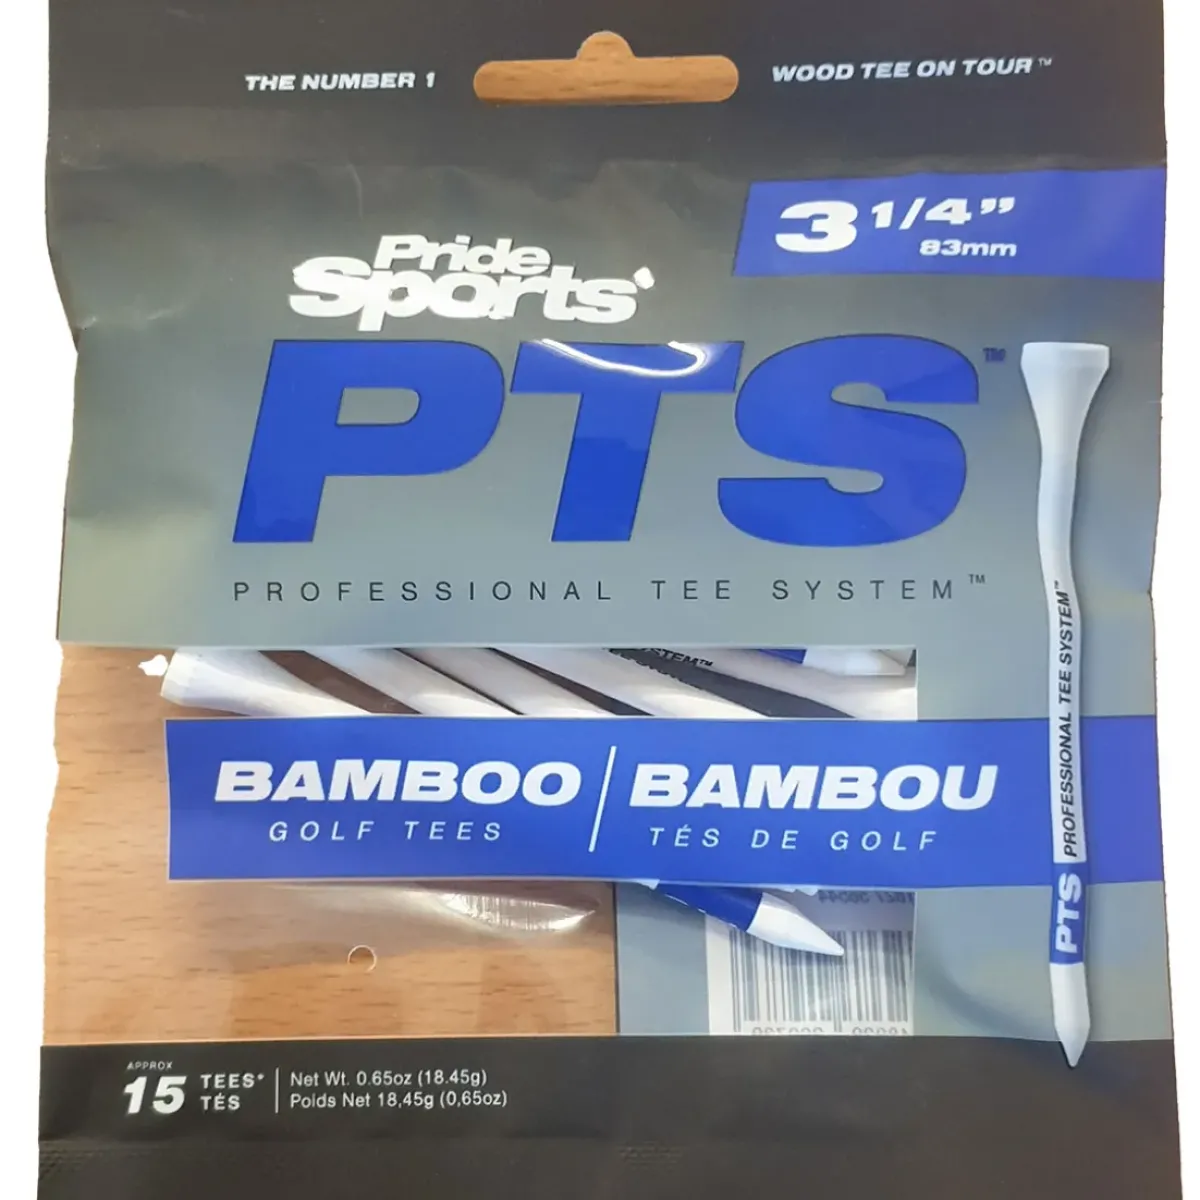 THE NUMBER 1
WOOD TEE ON TOUR™
3 1/4”
83mm
Pride
Sports
PTS™
PROFESSIONAL TEE SYSTEM™
BAMBOO
GOLF TEES
BAMBOU
TÉS DE GOLF
PTS PROFESSIONAL TEE SYSTEM™
APPROX
15 TEES*
TÉS
Net Wt. 0.65oz (18.45g)
Poids Net 18,45g (0,65oz)